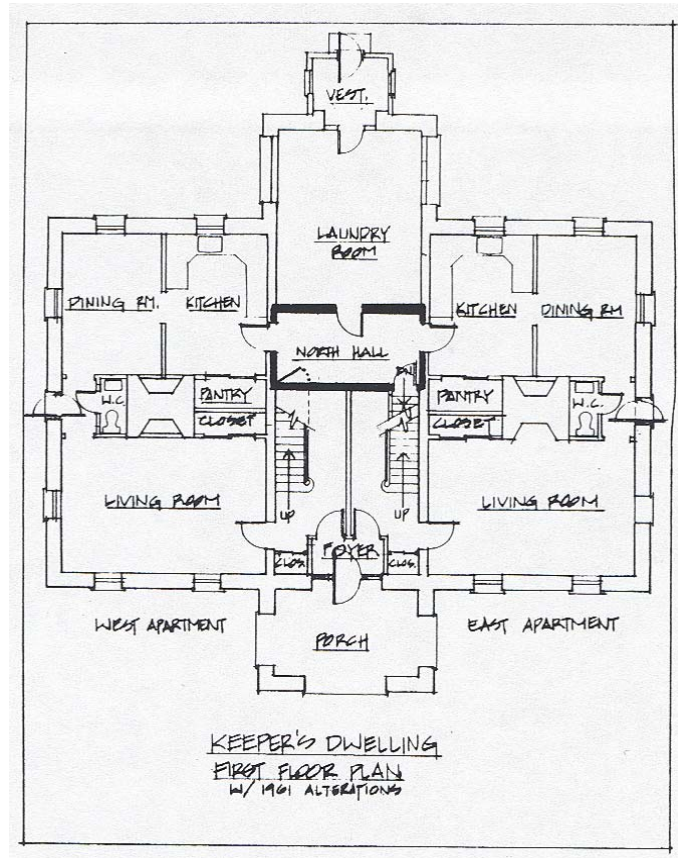 VEST.
LAUNDRY
ROOM
DINING RM.
KITCHEN
KITCHEN
DINING RM
NORTH HALL
DN
W.C.
PANTRY
PANTRY
W.C.
CLOSET
CLOSET
LIVING ROOM
LIVING ROOM
UP
UP
FOYER
CLOS.
CLOS.
WEST APARTMENT
EAST APARTMENT
PORCH
KEEPER'S DWELLING
FIRST FLOOR PLAN
W/ 1961 ALTERATIONS